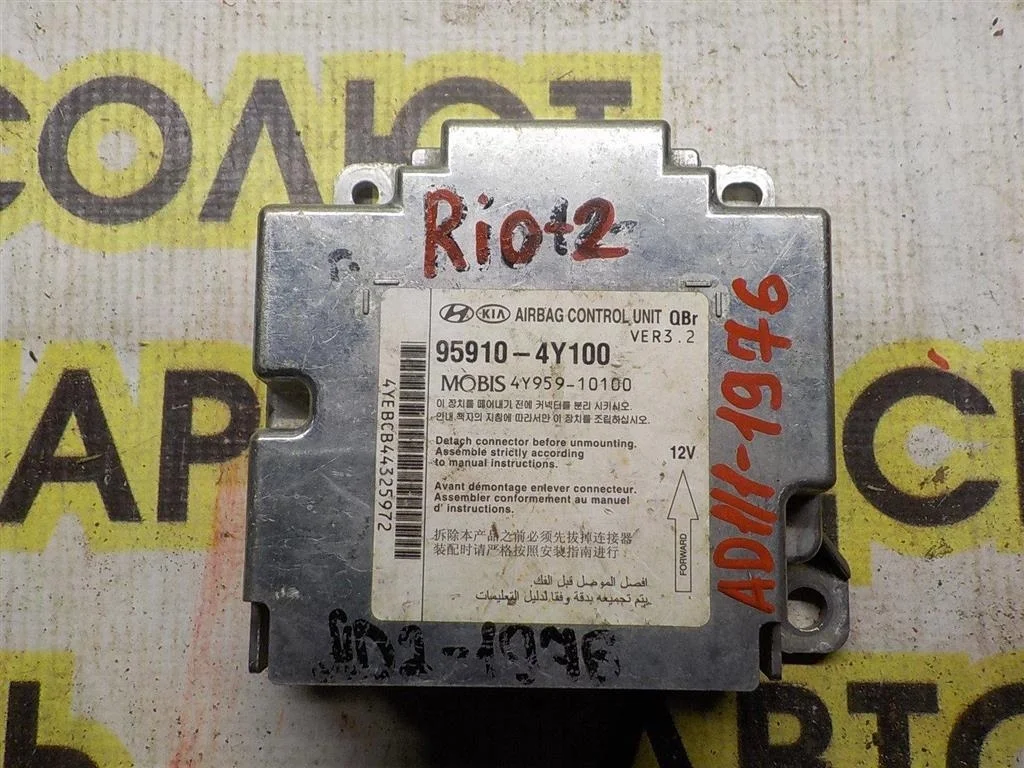 СОЛЮТ
Rio-2
AD111-1976
KIA AIRBAG CONTROL UNIT QBr
VER3.2
95910-4Y100
MOBIS 4Y959-10100
이 장치를 떼어내기 전에 커넥터를 분리 시키시오.
안내 책자의 지침에 따라서만 이 장치를 조립하십시오.
Detach connector before unmounting.
Assemble strictly according
to manual instructions.
12V
Avant démontage enlever connecteur.
Assembler conformement au manuel
d' instructions.
FORWARD
拆除本产品之前必须先拔掉连接器
装配时请严格按照安装指南进行
افصل الموصل قبل الفك
يتم تجميعه بدقة وفقا لدليل التعليمات
4YEBCB44325972
АР
АВТО